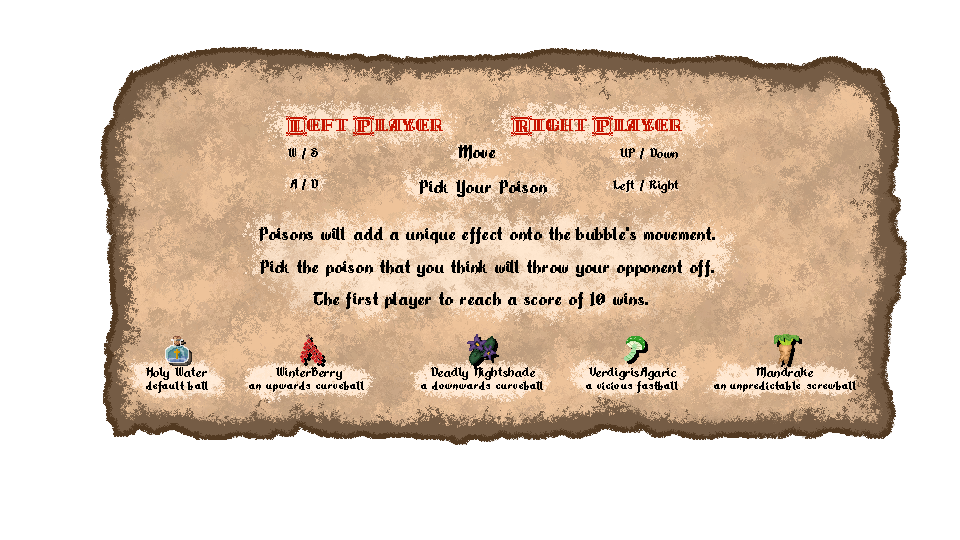 Left Player Right Player
W / S Move UP / Down
A / D Pick Your Poison Left / Right
Poisons will add a unique effect onto the bubble's movement.
Pick the poison that you think will throw your opponent off.
The first player to reach a score of 10 wins.
Holy Water WinterBerry Deadly Nightshade VerdigrisAgaric Mandrake
default ball an upwards curveball a downwards curveball a vicious fastball an unpredictable screwball